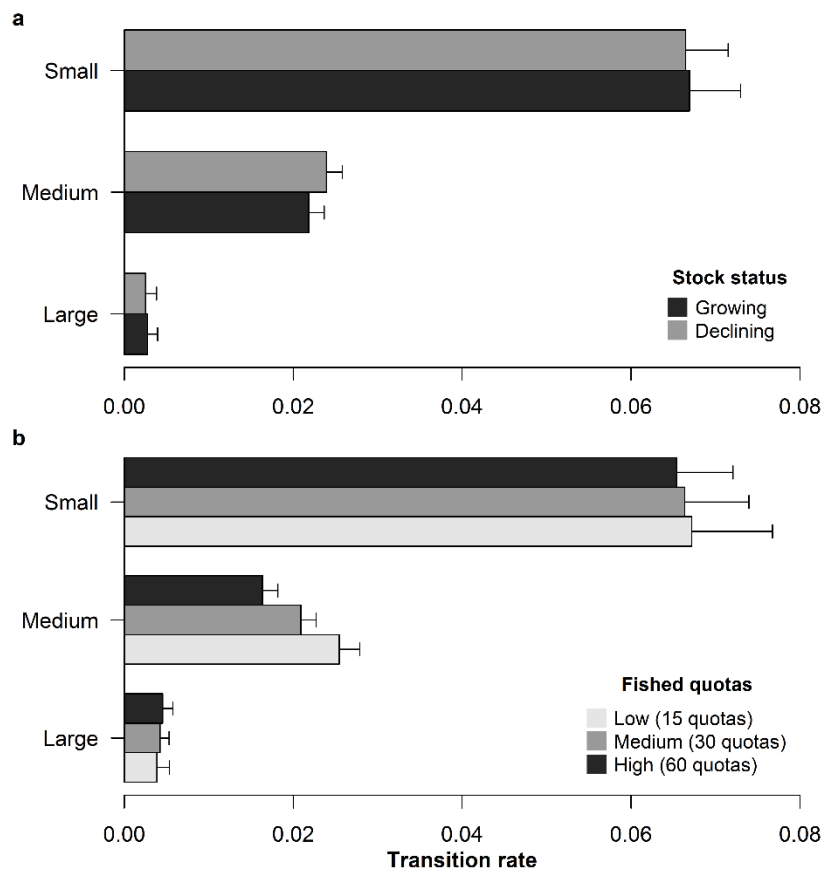 a
Small
Medium
Large
Stock status
Growing
Declining
0.00 0.02 0.04 0.06 0.08
b
Small
Medium
Large
Fished quotas
Low (15 quotas)
Medium (30 quotas)
High (60 quotas)
0.00 0.02 0.04 0.06 0.08
Transition rate